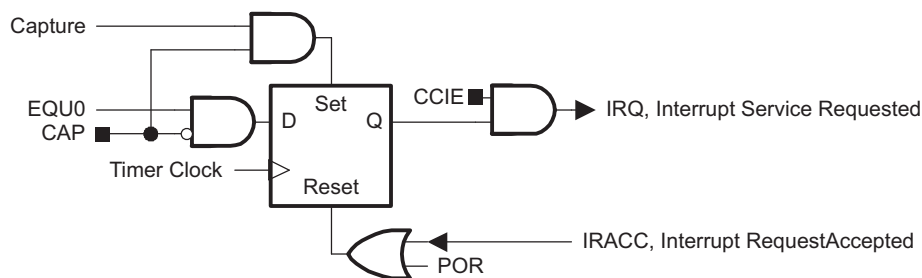 Capture
EQU0
CAP
Timer Clock
Set
D
Q
Reset
CCIE
IRQ, Interrupt Service Requested
IRACC, Interrupt RequestAccepted
POR